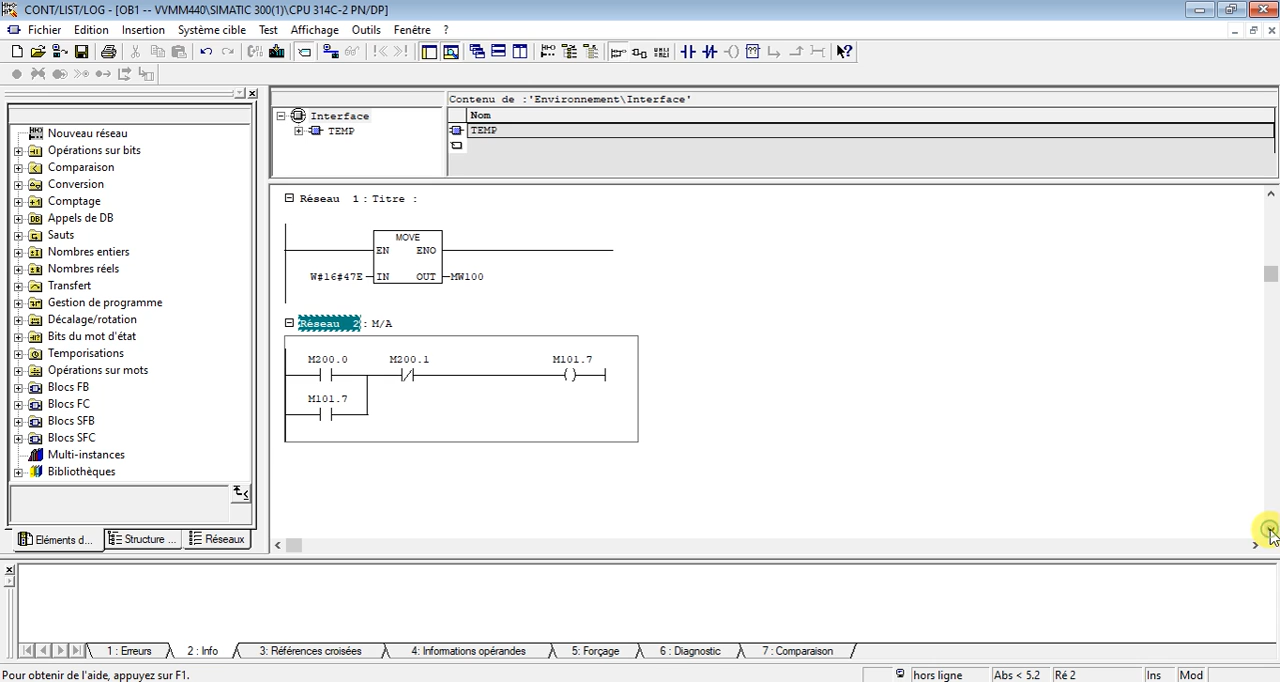 CONT/LIST/LOG - [OB1 -- VVMM440\SIMATIC 300(1)\CPU 314C-2 PN/DP]
Fichier Edition Insertion Système cible Test Affichage Outils Fenêtre ?
Contenu de :'Environnement\Interface'
Interface
TEMP
Nom
TEMP
Nouveau réseau
Opérations sur bits
Comparaison
Conversion
Comptage
Appels de DB
Sauts
Nombres entiers
Nombres réels
Transfert
Gestion de programme
Décalage/rotation
Bits du mot d'état
Temporisations
Opérations sur mots
Blocs FB
Blocs FC
Blocs SFB
Blocs SFC
Multi-instances
Bibliothèques
Eléments d... Structure ... Réseaux
Réseau 1 : Titre :
MOVE
EN ENO
W#16#47E IN OUT MW100
Réseau 2 : M/A
M200.0 M200.1 M101.7
M101.7
1 : Erreurs 2 : Info 3: Références croisées 4: Informations opérandes 5: Forçage 6 : Diagnostic 7: Comparaison
Pour obtenir de l'aide, appuyez sur F1. hors ligne Abs < 5.2 Ré 2 Ins Mod